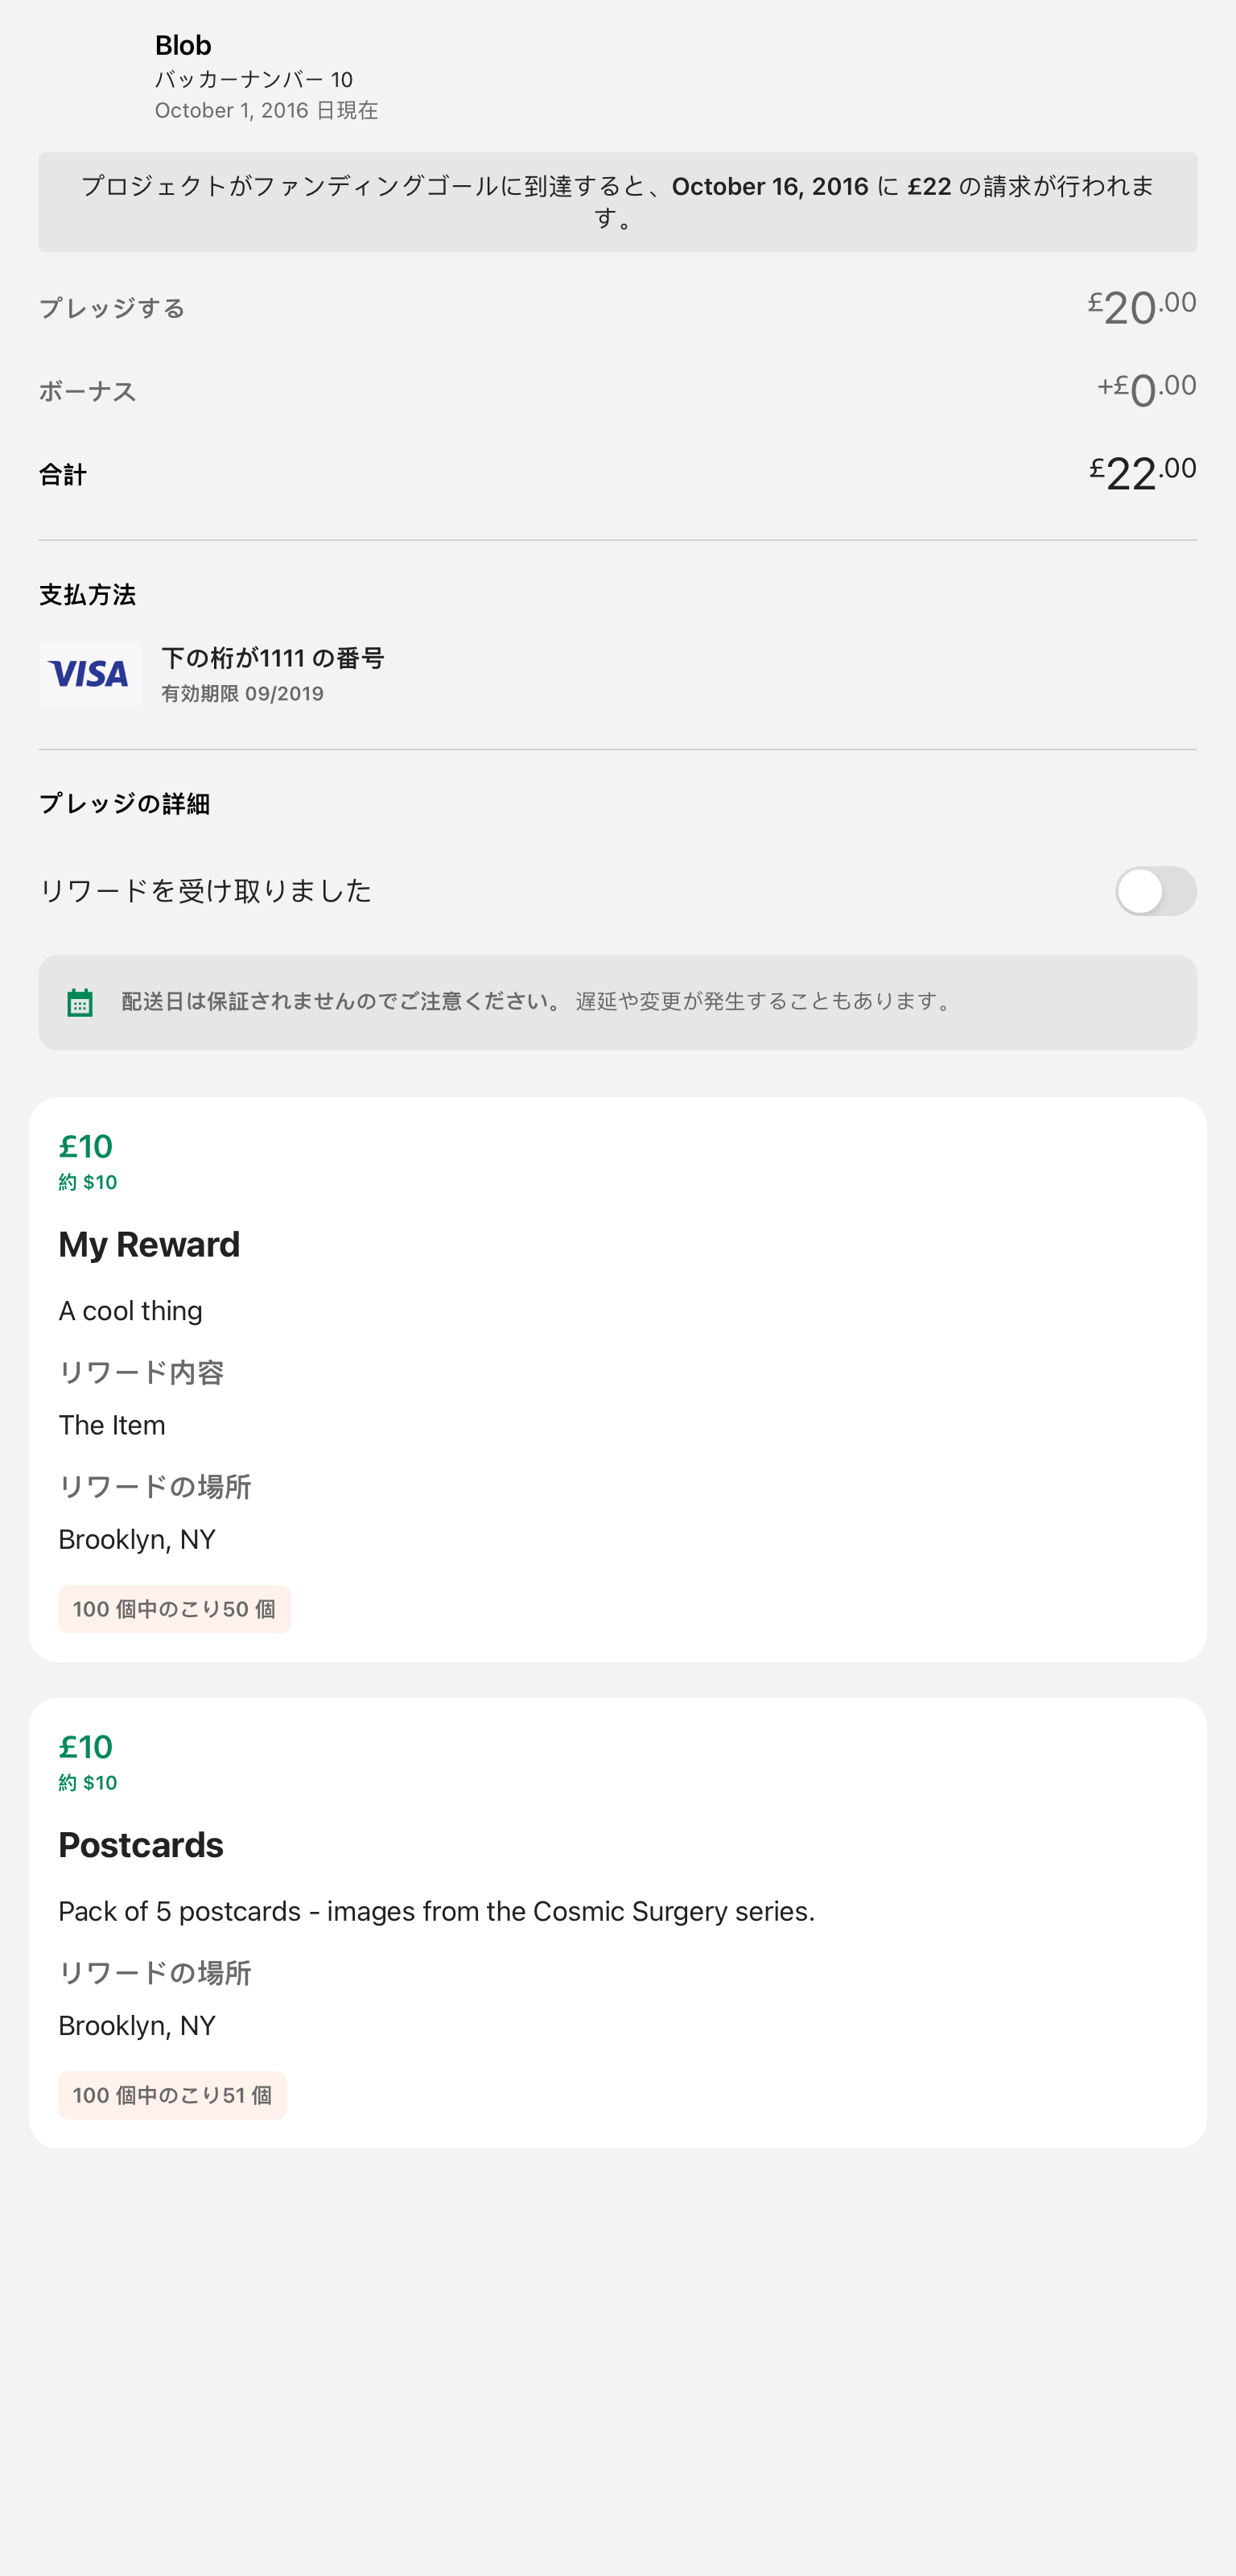 Blob
バッカーナンバー 10
October 1, 2016 日現在
プロジェクトがファンディングゴールに到達すると、October 16, 2016 に £22 の請求が行われま
す。
プレッジする £20.00
ボーナス +£0.00
合計 £22.00
支払方法
VISA
下の桁が1111 の番号
有効期限 09/2019
プレッジの詳細
リワードを受け取りました
配送日は保証されませんのでご注意ください。 遅延や変更が発生することもあります。
£10
約 $10
My Reward
A cool thing
リワード内容
The Item
リワードの場所
Brooklyn, NY
100 個中のこり50 個
£10
約 $10
Postcards
Pack of 5 postcards - images from the Cosmic Surgery series.
リワードの場所
Brooklyn, NY
100 個中のこり51 個